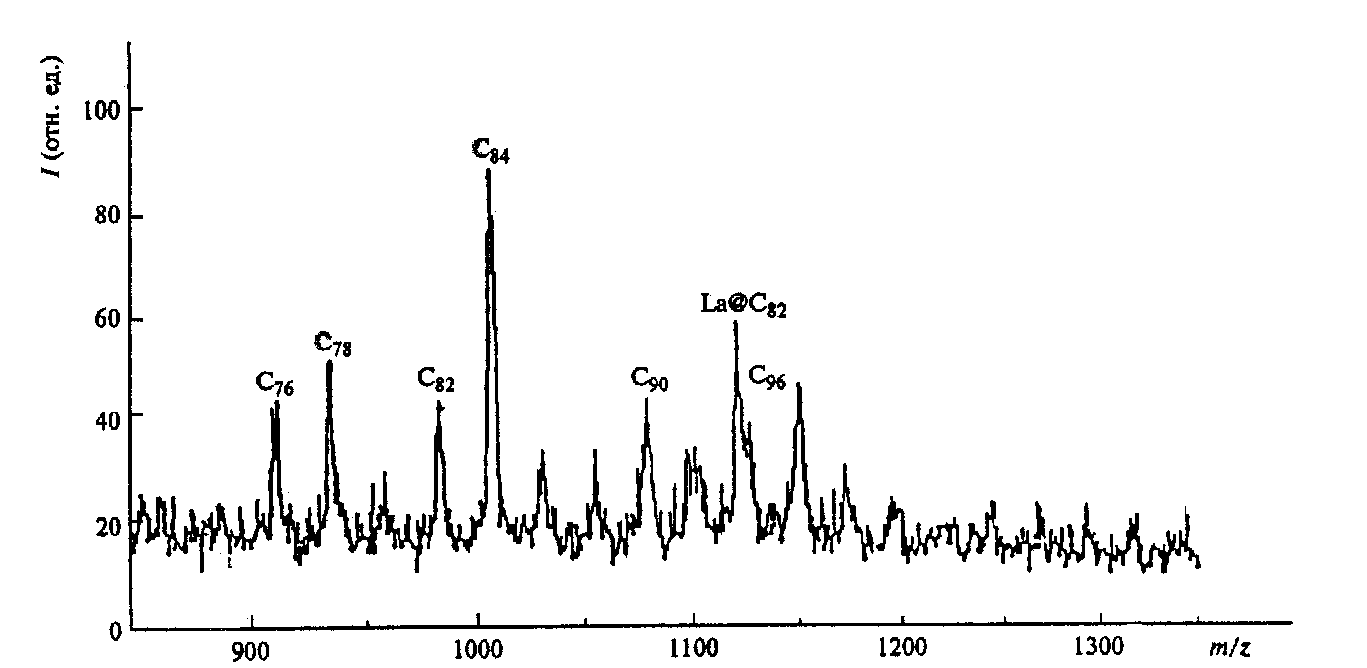 I (отн. ед.)
100
80
60
40
20
0
C₈₄
La@C₈₂
C₇₈
C₇₆
C₈₂
C₉₀
C₉₆
900
1000
1100
1200
1300
m/z